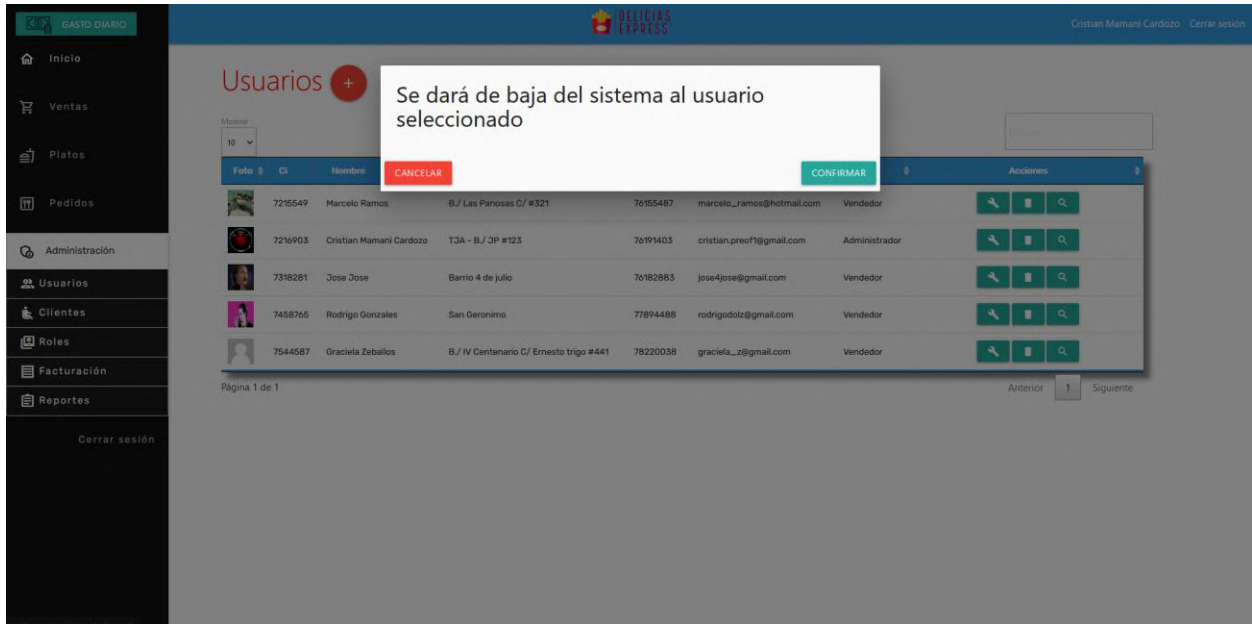 GASTO DIARIO
DELICIAS
EXPRESS
Cristian Mamani Cardozo Cerrar sesión
Inicio
Ventas
Platos
Pedidos
Administración
Usuarios
Clientes
Roles
Facturación
Reportes
Cerrar sesión
Usuarios +
Se dará de baja del sistema al usuario
seleccionado
CANCELAR CONFIRMAR
Mostrar
10
Foto Ci Nombre Acciones
7215549 Marcelo Ramos B./ Las Panosas C/ #321 76155487 marcelo_ramos@hotmail.com Vendedor
7216903 Cristian Mamani Cardozo TJA - B./ JP #123 76191403 cristian.preof1@gmail.com Administrador
7318281 Jose Jose Barrio 4 de julio 76182883 jose4jose@gmail.com Vendedor
7458765 Rodrigo Gonzales San Geronimo 77894488 rodrigodolz@gmail.com Vendedor
7544587 Graciela Zeballos B./ IV Centenario C/ Ernesto trigo #441 78220038 graciela_z@gmail.com Vendedor
Página 1 de 1
Anterior 1 Siguiente